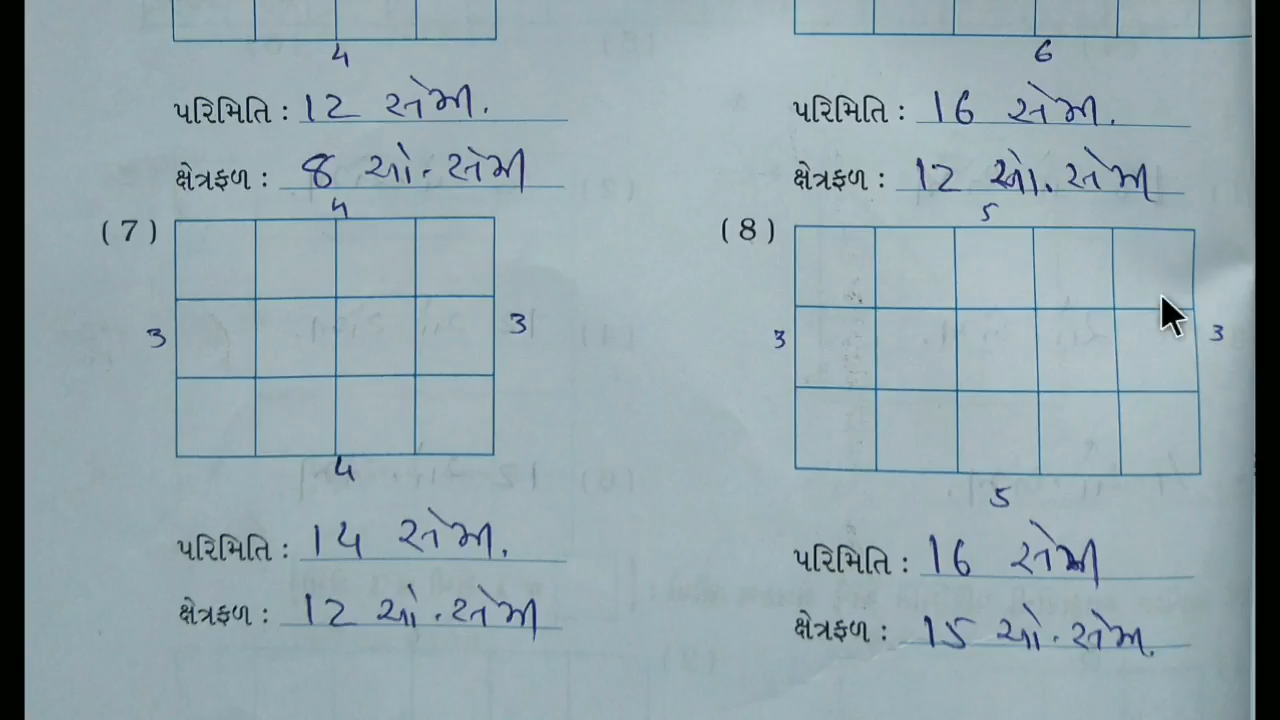 4
6
પરિમિતિ : 12 સેમી.
પરિમિતિ : 16 સેમી.
ક્ષેત્રફળ : 8 ચો. સેમી
ક્ષેત્રફળ : 12 ચો. સેમી
(7)
4
3
3
4
(8)
5
3
3
5
પરિમિતિ : 14 સેમી.
પરિમિતિ : 16 સેમી
ક્ષેત્રફળ : 12 ચો. સેમી
ક્ષેત્રફળ : 15 ચો. સેમી.